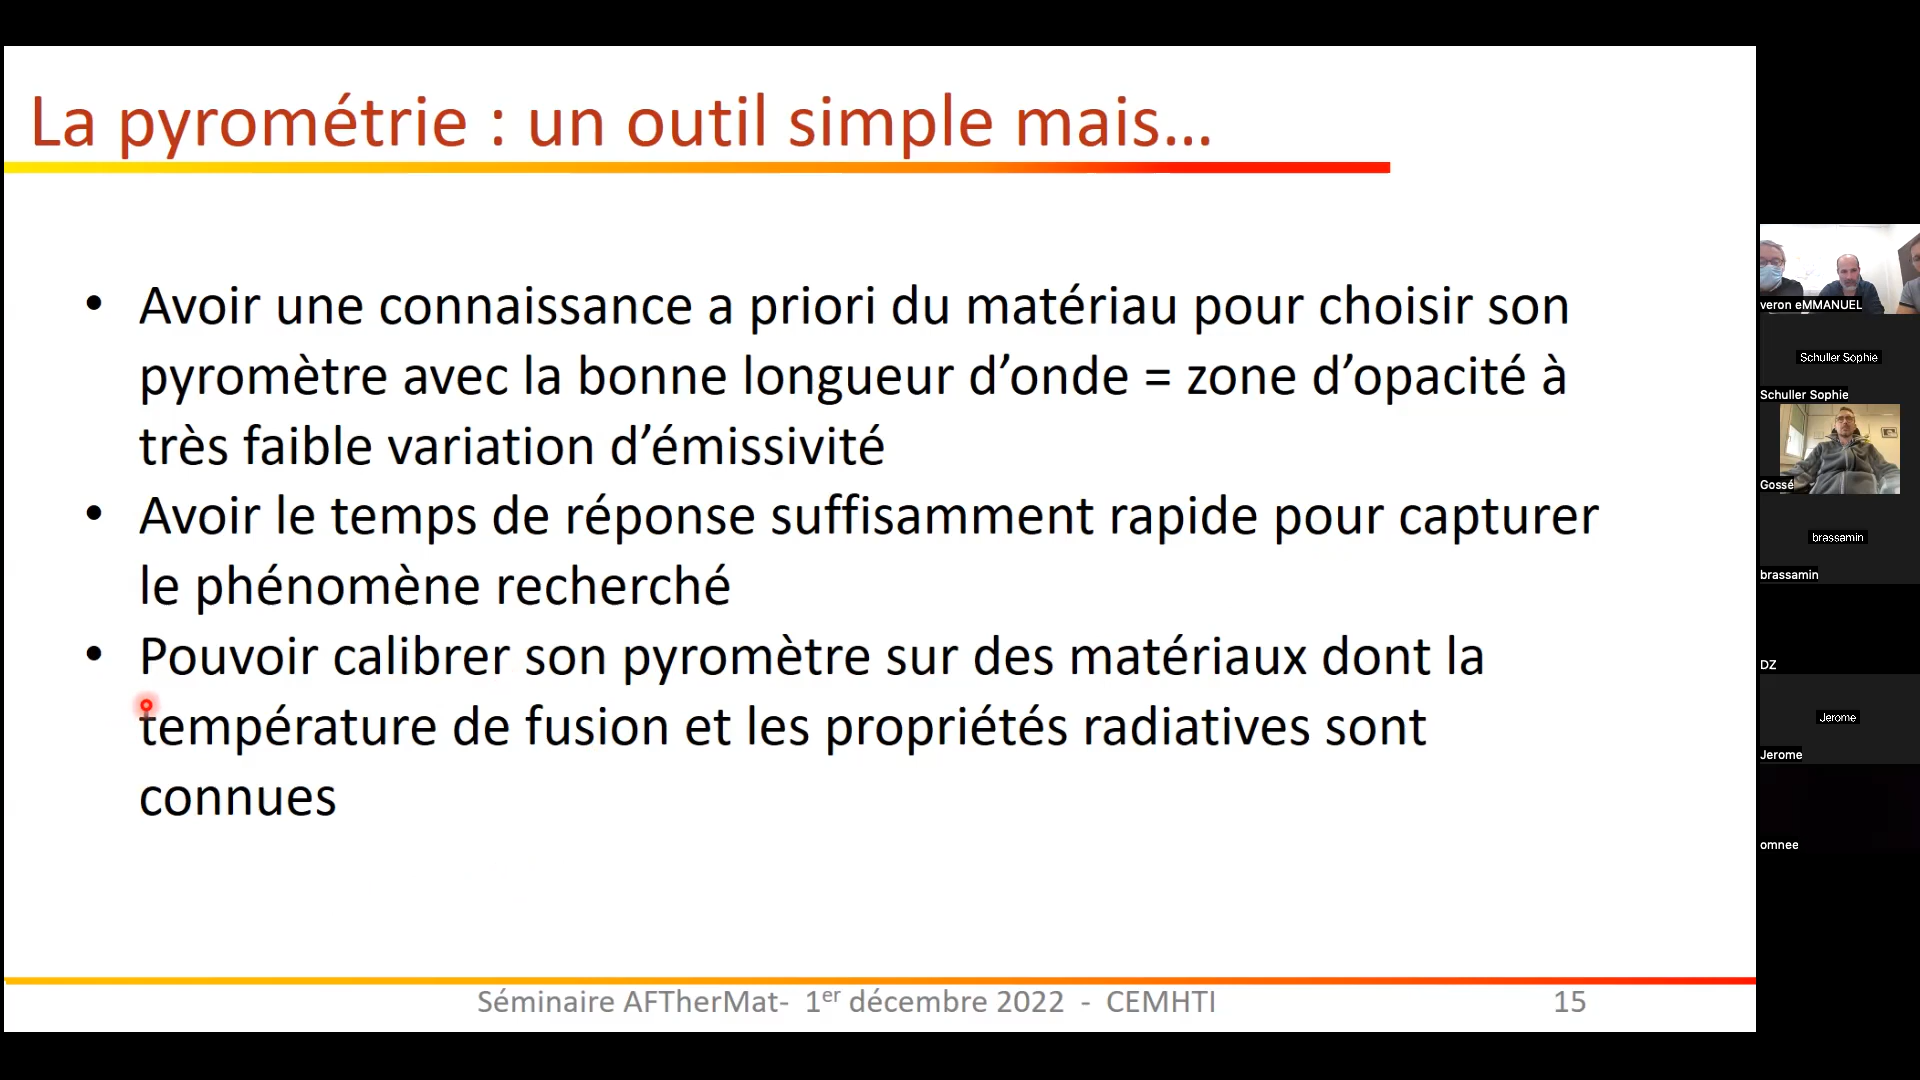 La pyrométrie : un outil simple mais...
• Avoir une connaissance a priori du matériau pour choisir son
pyromètre avec la bonne longueur d’onde = zone d’opacité à
très faible variation d’émissivité
• Avoir le temps de réponse suffisamment rapide pour capturer
le phénomène recherché
• Pouvoir calibrer son pyromètre sur des matériaux dont la
température de fusion et les propriétés radiatives sont
connues
Séminaire AFTherMat- 1er décembre 2022 - CEMHTI
15
veron eMMANUEL
Schuller Sophie
Schuller Sophie
Gossé
brassamin
brassamin
DZ
Jerome
Jerome
omnee